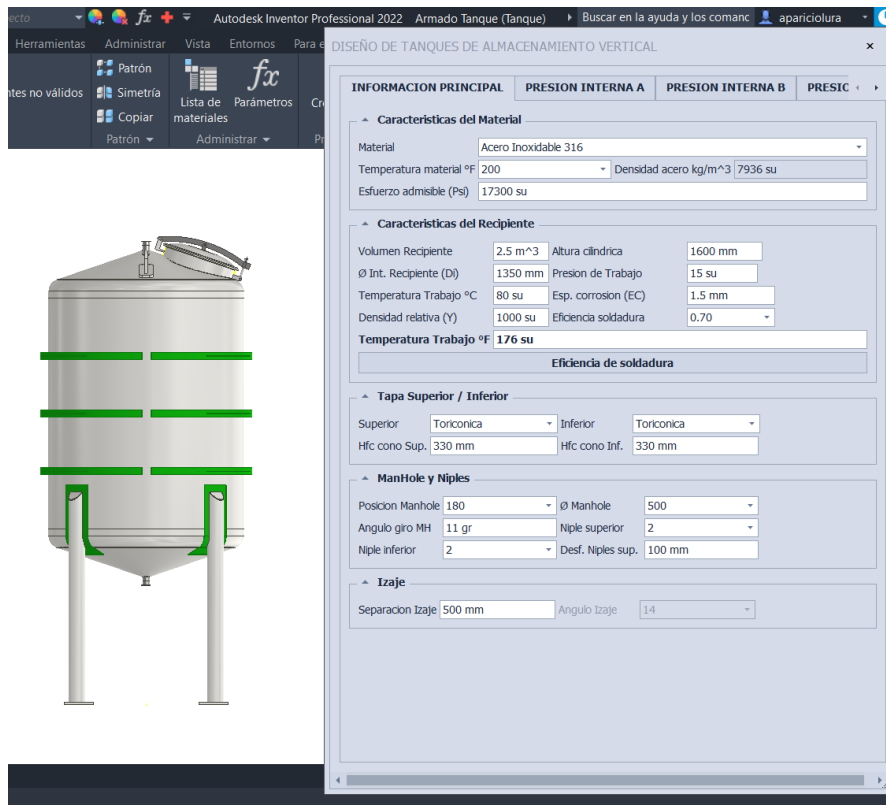 ecto fx Autodesk Inventor Professional 2022 Armado Tanque (Tanque) Buscar en la ayuda y los comanc apariciolura
Herramientas Administrar Vista Entornos Para e
ntes no válidos
Patrón
Simetría
Copiar
Patrón
Lista de materiales
fx
Parámetros
Administrar
Cr
Pr
DISEÑO DE TANQUES DE ALMACENAMIENTO VERTICAL x
INFORMACION PRINCIPAL PRESION INTERNA A PRESION INTERNA B PRESIC
Caracteristicas del Material
Material Acero Inoxidable 316
Temperatura material ºF 200 Densidad acero kg/m^3 7936 su
Esfuerzo admisible (Psi) 17300 su
Caracteristicas del Recipiente
Volumen Recipiente 2.5 m^3 Altura cilindrica 1600 mm
Ø Int. Recipiente (Di) 1350 mm Presion de Trabajo 15 su
Temperatura Trabajo ºC 80 su Esp. corrosion (EC) 1.5 mm
Densidad relativa (Y) 1000 su Eficiencia soldadura 0.70
Temperatura Trabajo ºF 176 su
Eficiencia de soldadura
Tapa Superior / Inferior
Superior Toriconica Inferior Toriconica
Hfc cono Sup. 330 mm Hfc cono Inf. 330 mm
ManHole y Niples
Posicion Manhole 180 Ø Manhole 500
Angulo giro MH 11 gr Niple superior 2
Niple inferior 2 Desf. Niples sup. 100 mm
Izaje
Separacion Izaje 500 mm Angulo Izaje 14